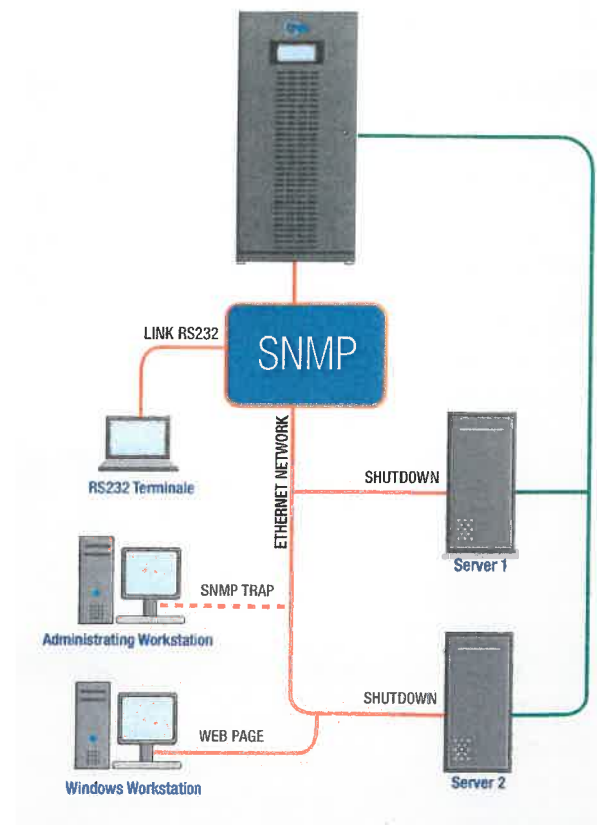 LINK RS232
SNMP
RS232 Terminale
ETHERNET NETWORK
SHUTDOWN
Server 1
SNMP TRAP
Administrating Workstation
SHUTDOWN
WEB PAGE
Server 2
Windows Workstation